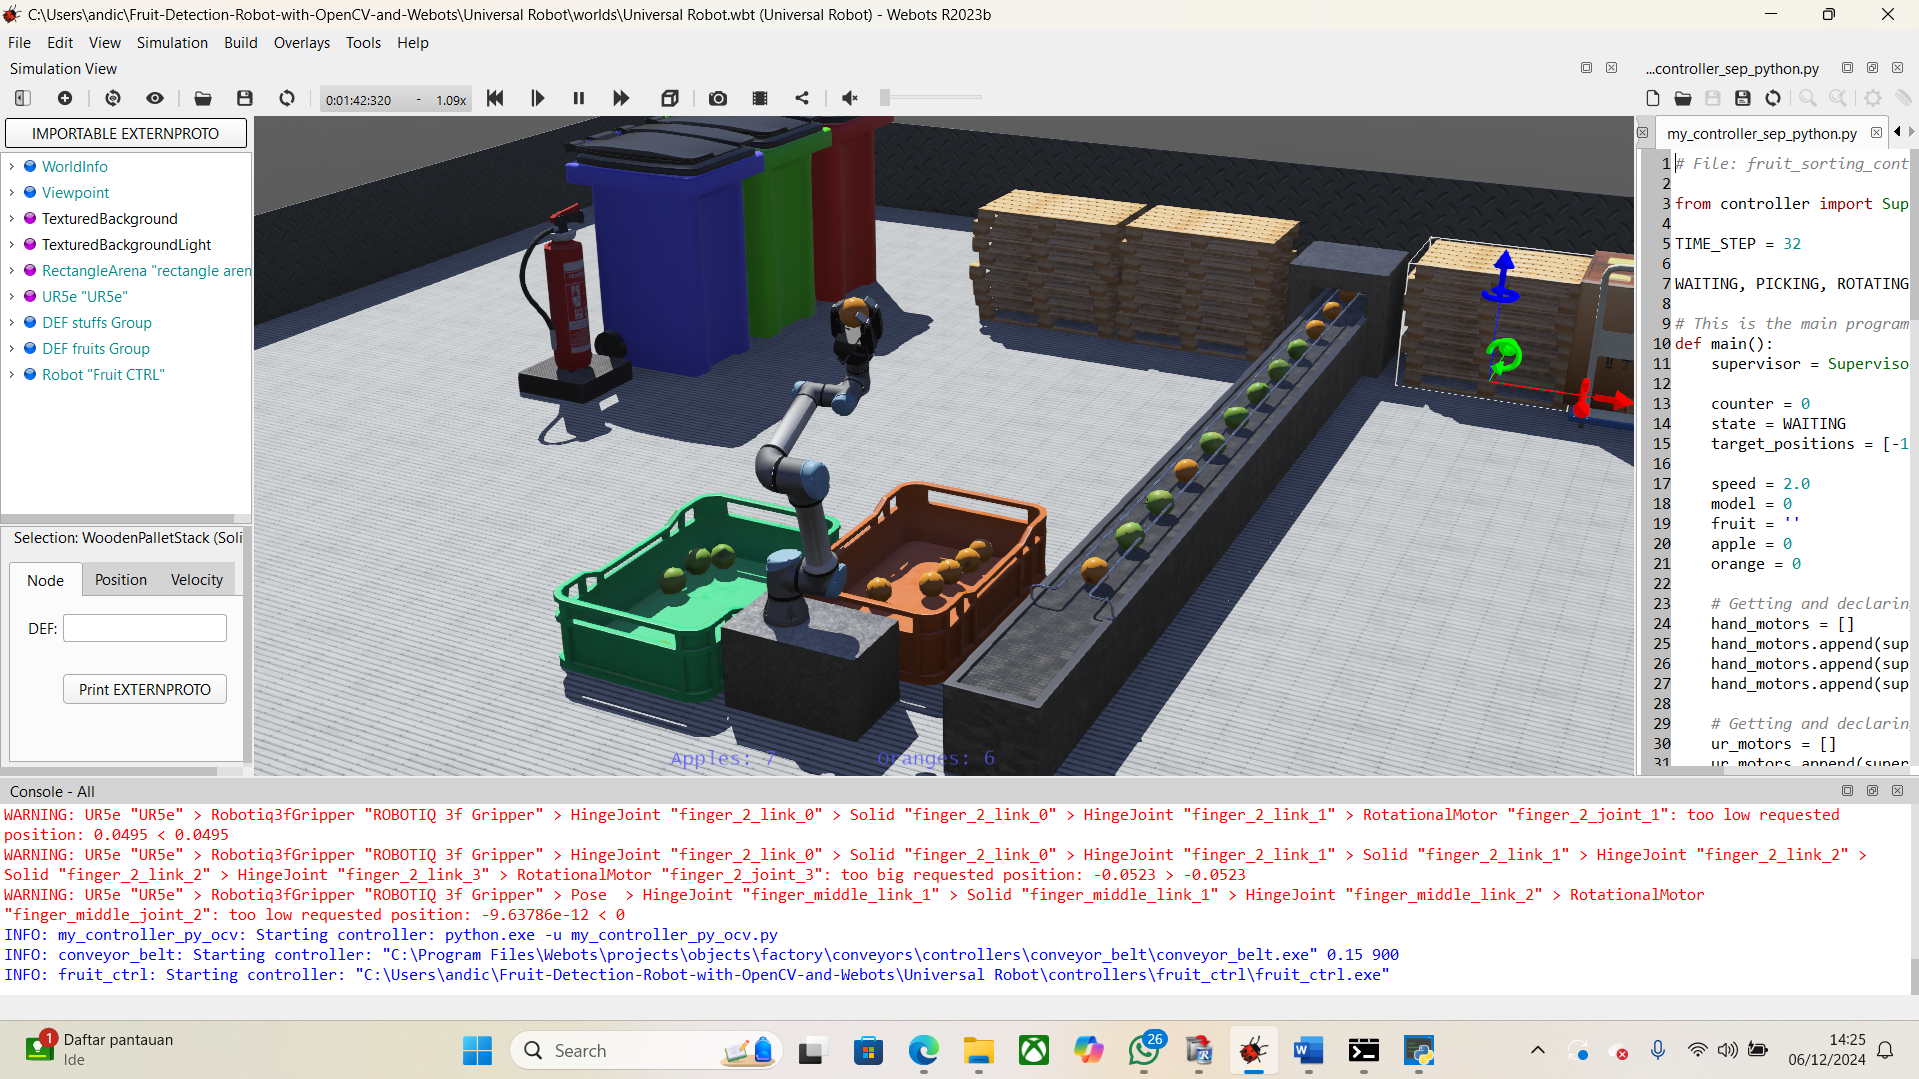 C:\Users\andic\Fruit-Detection-Robot-with-OpenCV-and-Webots\Universal Robot\worlds\Universal Robot.wbt (Universal Robot) - Webots R2023b
File Edit View Simulation Build Overlays Tools Help
Simulation View
...controller_sep_python.py
0:01:42:320 - 1.09x
IMPORTABLE EXTERNPROTO
my_controller_sep_python.py
WorldInfo
Viewpoint
TexturedBackground
TexturedBackgroundLight
RectangleArena "rectangle aren
UR5e "UR5e"
DEF stuffs Group
DEF fruits Group
Robot "Fruit CTRL"
Selection: WoodenPalletStack (Soli
Node Position Velocity
DEF:
Print EXTERNPROTO
Apples: 7 Oranges: 6
1 # File: fruit_sorting_cont
2
3 from controller import Sup
4
5 TIME_STEP = 32
6
7 WAITING, PICKING, ROTATING
8
9 # This is the main program
10 def main():
11 supervisor = Superviso
12
13 counter = 0
14 state = WAITING
15 target_positions = [-1
16
17 speed = 2.0
18 model = 0
19 fruit = ''
20 apple = 0
21 orange = 0
22
23 # Getting and declarin
24 hand_motors = []
25 hand_motors.append(sup
26 hand_motors.append(sup
27 hand_motors.append(sup
28
29 # Getting and declarin
30 ur_motors = []
31 ur_motors.append(super
Console - All
WARNING: UR5e "UR5e" > Robotiq3fGripper "ROBOTIQ 3f Gripper" > HingeJoint "finger_2_link_0" > Solid "finger_2_link_0" > HingeJoint "finger_2_link_1" > RotationalMotor "finger_2_joint_1": too low requested
position: 0.0495 < 0.0495
WARNING: UR5e "UR5e" > Robotiq3fGripper "ROBOTIQ 3f Gripper" > HingeJoint "finger_2_link_0" > Solid "finger_2_link_0" > HingeJoint "finger_2_link_1" > Solid "finger_2_link_1" > HingeJoint "finger_2_link_2" >
Solid "finger_2_link_2" > HingeJoint "finger_2_link_3" > RotationalMotor "finger_2_joint_3": too big requested position: -0.0523 > -0.0523
WARNING: UR5e "UR5e" > Robotiq3fGripper "ROBOTIQ 3f Gripper" > Pose > HingeJoint "finger_middle_link_1" > Solid "finger_middle_link_1" > HingeJoint "finger_middle_link_2" > RotationalMotor
"finger_middle_joint_2": too low requested position: -9.63786e-12 < 0
INFO: my_controller_py_ocv: Starting controller: python.exe -u my_controller_py_ocv.py
INFO: conveyor_belt: Starting controller: "C:\Program Files\Webots\projects\objects\factory\conveyors\controllers\conveyor_belt\conveyor_belt.exe" 0.15 900
INFO: fruit_ctrl: Starting controller: "C:\Users\andic\Fruit-Detection-Robot-with-OpenCV-and-Webots\Universal Robot\controllers\fruit_ctrl\fruit_ctrl.exe"
1
Daftar pantauan
Ide
Search
26
14:25
06/12/2024